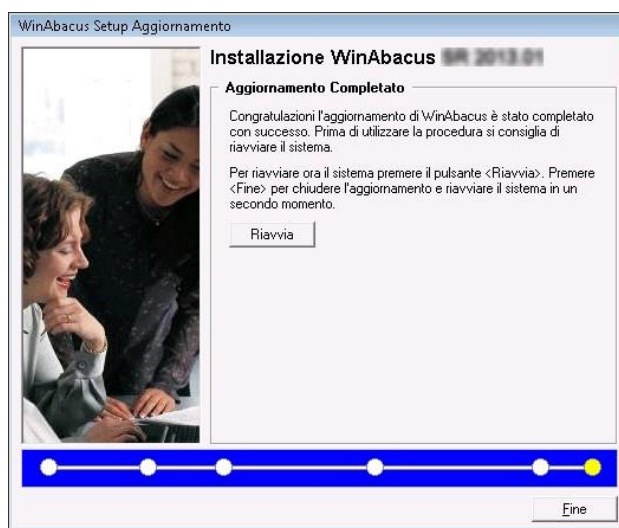 WinAbacus Setup Aggiornamento
Installazione WinAbacus
Aggiornamento Completato
Congratulazioni l'aggiornamento di WinAbacus è stato completato
con successo. Prima di utilizzare la procedura si consiglia di
riavviare il sistema.
Per riavviare ora il sistema premere il pulsante <Riavvia>. Premere
<Fine> per chiudere l'aggiornamento e riavviare il sistema in un
secondo momento.
Riavvia
Fine